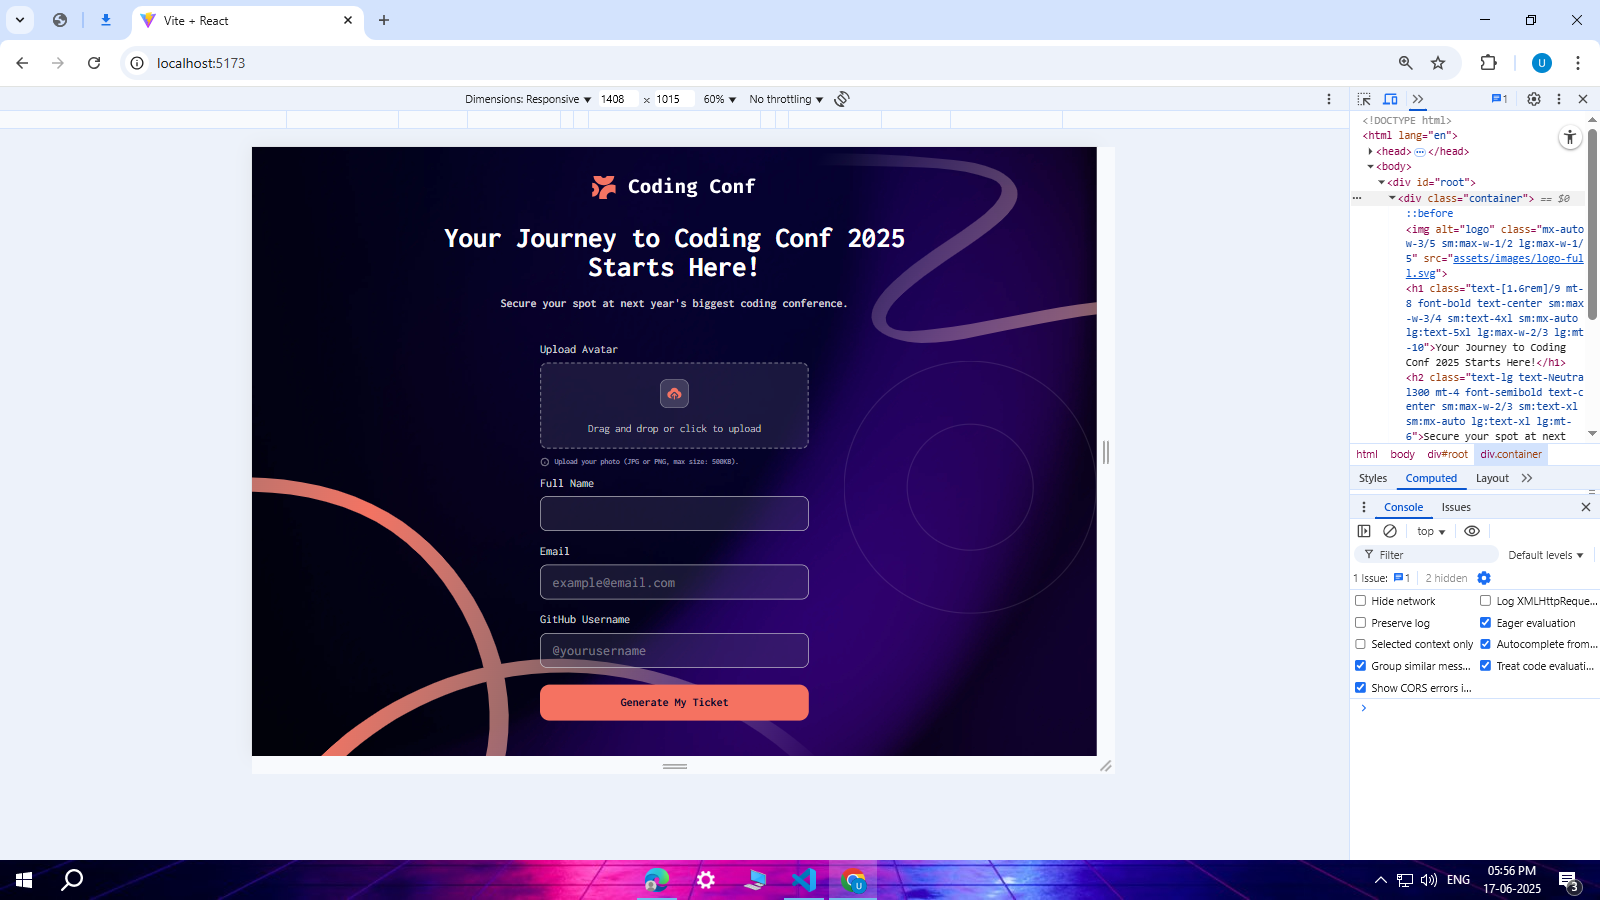 Vite + React
localhost:5173
U
Dimensions: Responsive ▼ 1408 × 1015 60% ▼ No throttling ▼
1
<!DOCTYPE html>
<html lang="en">
<head> ⋯ </head>
<body>
<div id="root">
<div class="container"> == $0
::before
<img alt="logo" class="mx-auto
w-3/5 sm:max-w-1/2 lg:max-w-1/
5" src="assets/images/logo-ful
l.svg">
<h1 class="text-[1.6rem]/9 mt-
8 font-bold text-center sm:max
-w-3/4 sm:text-4xl sm:mx-auto
lg:text-5xl lg:max-w-2/3 lg:mt
-10">Your Journey to Coding
Conf 2025 Starts Here!</h1>
<h2 class="text-lg text-Neutra
l300 mt-4 font-semibold text-c
enter sm:max-w-2/3 sm:text-xl
sm:mx-auto lg:text-xl lg:mt-
6">Secure your spot at next
html body div#root div.container
Styles Computed Layout
Console Issues
top ▼
Filter Default levels ▼
1 Issue: 1 2 hidden
Hide network Log XMLHttpReque...
Preserve log Eager evaluation
Selected context only Autocomplete from...
Group similar mess... Treat code evaluati...
Show CORS errors i...
Coding Conf
Your Journey to Coding Conf 2025
Starts Here!
Secure your spot at next year's biggest coding conference.
Upload Avatar
Drag and drop or click to upload
Upload your photo (JPG or PNG, max size: 500KB).
Full Name
Email
example@email.com
GitHub Username
@yourusername
Generate My Ticket
U
ENG
05:56 PM
17-06-2025
3